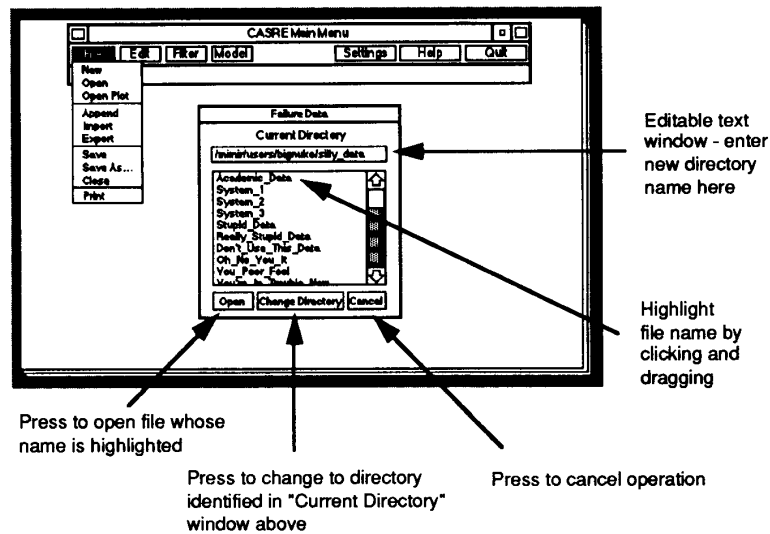 CASRE Main Menu
Edit Filter Model Settings Help Quit
New
Open
Open Plot
Append
Import
Export
Save
Save As...
Close
Print
Failure Data
Current Directory
/mimir/users/bignuke/silly_data
Academic_Data
System_1
System_2
System_3
Stupid_Data
Really_Stupid_Data
Don't_Use_This_Data
Oh_No_You_It
You_Poor_Fool
Open Change Directory Cancel
Editable text
window - enter
new directory
name here
Highlight
file name by
clicking and
dragging
Press to open file whose
name is highlighted
Press to change to directory
identified in "Current Directory"
window above
Press to cancel operation